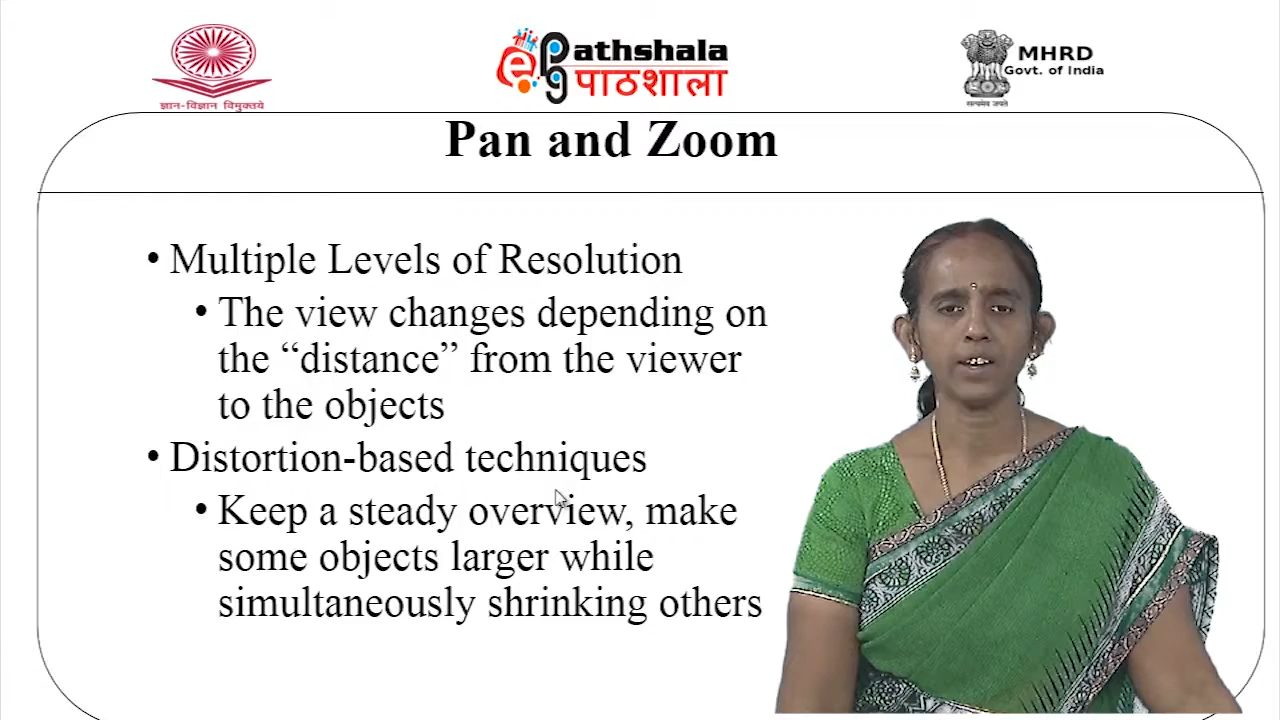 ज्ञान-विज्ञान विमुक्तये
e
pg
athshala
पाठशाला
MHRD
Govt. of India
सत्यमेव जयते
Pan and Zoom
• Multiple Levels of Resolution
• The view changes depending on
the “distance” from the viewer
to the objects
• Distortion-based techniques
• Keep a steady overview, make
some objects larger while
simultaneously shrinking others